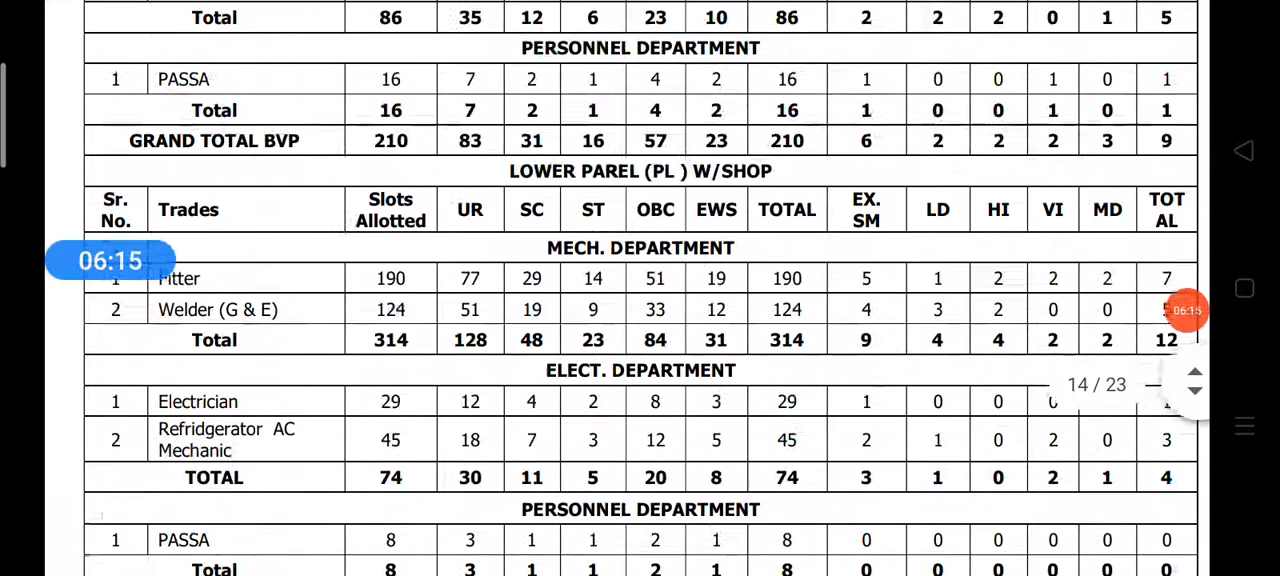 Total 86 35 12 6 23 10 86 2 2 2 0 1 5
PERSONNEL DEPARTMENT
1 PASSA 16 7 2 1 4 2 16 1 0 0 1 0 1
Total 16 7 2 1 4 2 16 1 0 0 1 0 1
GRAND TOTAL BVP 210 83 31 16 57 23 210 6 2 2 2 3 9
LOWER PAREL (PL ) W/SHOP
Sr. No. Trades Slots Allotted UR SC ST OBC EWS TOTAL EX. SM LD HI VI MD TOT AL
MECH. DEPARTMENT
06:15
Fitter 190 77 29 14 51 19 190 5 1 2 2 2 7
2 Welder (G & E) 124 51 19 9 33 12 124 4 3 2 0 0
06:15
Total 314 128 48 23 84 31 314 9 4 4 2 2 12
ELECT. DEPARTMENT
14 / 23
1 Electrician 29 12 4 2 8 3 29 1 0 0
2 Refridgerator AC Mechanic 45 18 7 3 12 5 45 2 1 0 2 0 3
TOTAL 74 30 11 5 20 8 74 3 1 0 2 1 4
PERSONNEL DEPARTMENT
1 PASSA 8 3 1 1 2 1 8 0 0 0 0 0 0
Total 8 3 1 1 2 1 8 0 0 0 0 0 0